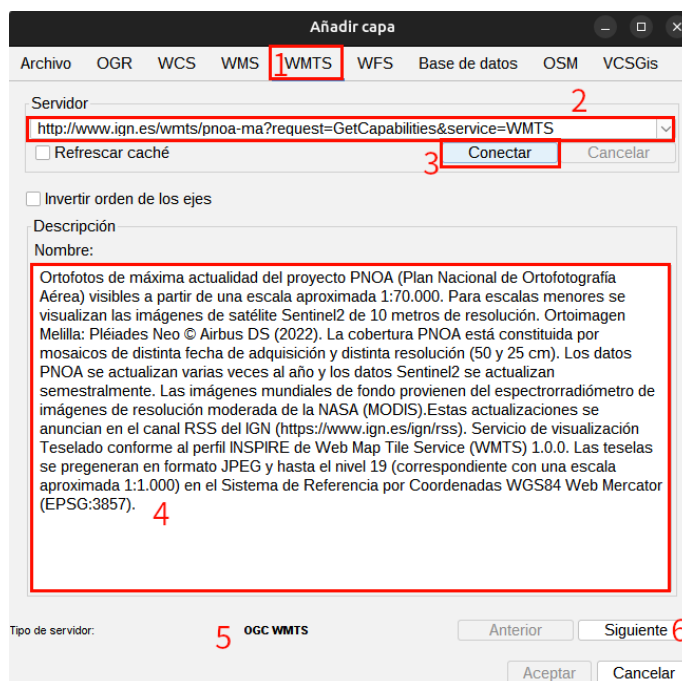 Añadir capa
Archivo OGR WCS WMS 1 WMTS WFS Base de datos OSM VCSGis
Servidor 2
http://www.ign.es/wmts/pnoa-ma?request=GetCapabilities&service=WMTS
Refrescar caché 3 Conectar Cancelar
Invertir orden de los ejes
Descripción
Nombre:
Ortofotos de máxima actualidad del proyecto PNOA (Plan Nacional de Ortofotografía
Aérea) visibles a partir de una escala aproximada 1:70.000. Para escalas menores se
visualizan las imágenes de satélite Sentinel2 de 10 metros de resolución. Ortoimagen
Melilla: Pléiades Neo © Airbus DS (2022). La cobertura PNOA está constituida por
mosaicos de distinta fecha de adquisición y distinta resolución (50 y 25 cm). Los datos
PNOA se actualizan varias veces al año y los datos Sentinel2 se actualizan
semestralmente. Las imágenes mundiales de fondo provienen del espectrorradiómetro de
imágenes de resolución moderada de la NASA (MODIS).Estas actualizaciones se
anuncian en el canal RSS del IGN (https://www.ign.es/ign/rss). Servicio de visualización
Teselado conforme al perfil INSPIRE de Web Map Tile Service (WMTS) 1.0.0. Las teselas
se pregeneran en formato JPEG y hasta el nivel 19 (correspondiente con una escala
aproximada 1:1.000) en el Sistema de Referencia por Coordenadas WGS84 Web Mercator
(EPSG:3857).
4
Tipo de servidor: 5 OGC WMTS Anterior Siguiente 6
Aceptar Cancelar